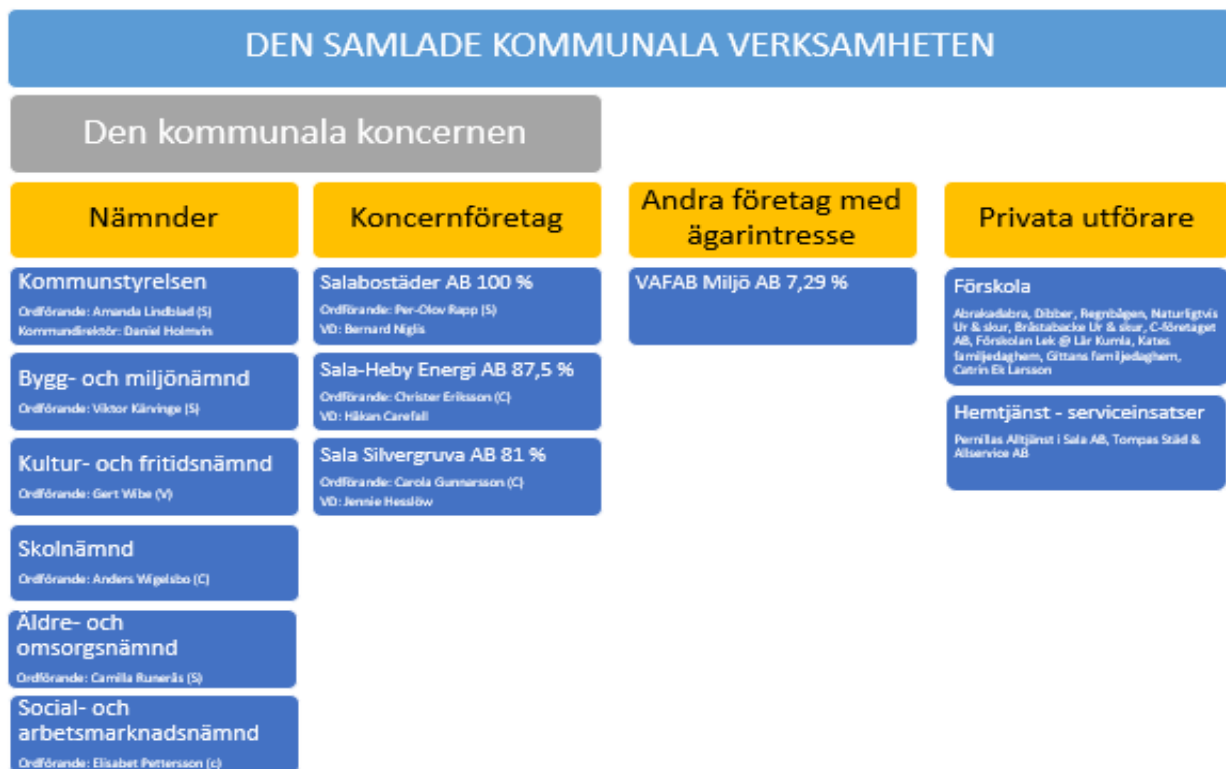 DEN SAMLADE KOMMUNALA VERKSAMHETEN
Den kommunala koncernen
Nämnder
Kommunstyrelsen
Ordförande: Amanda Lindblad (S)
Kommundirektör: Daniel Holmvin
Bygg- och miljönämnd
Ordförande: Viktor Kärvinge (S)
Kultur- och fritidsnämnd
Ordförande: Gert Wibe (V)
Skolnämnd
Ordförande: Anders Wigelsbo (C)
Äldre- och
omsorgsnämnd
Ordförande: Camilla Runerås (S)
Social- och
arbetsmarknadsnämnd
Ordförande: Elisabet Pettersson (c)
Koncernföretag
Salabostäder AB 100 %
Ordförande: Per-Olov Rapp (S)
VD: Bernard Niglis
Sala-Heby Energi AB 87,5 %
Ordförande: Christer Eriksson (C)
VD: Håkan Carefall
Sala Silvergruva AB 81 %
Ordförande: Carola Gunnarsson (C)
VD: Jennie Hesslöw
Andra företag med
ägarintresse
VAFAB Miljö AB 7,29 %
Privata utförare
Förskola
Abrakadabra, Dibber, Regnbågen, Naturligtvis
Ur & skur, Bråstabacke Ur & skur, C-företaget
AB, Förskolan Lek @ Lär Kumla, Kates
familjedaghem, Gittans familjedaghem,
Catrin Ek Larsson
Hemtjänst - serviceinsatser
Pernillas Alltjänst i Sala AB, Tompas Städ &
Allservice AB